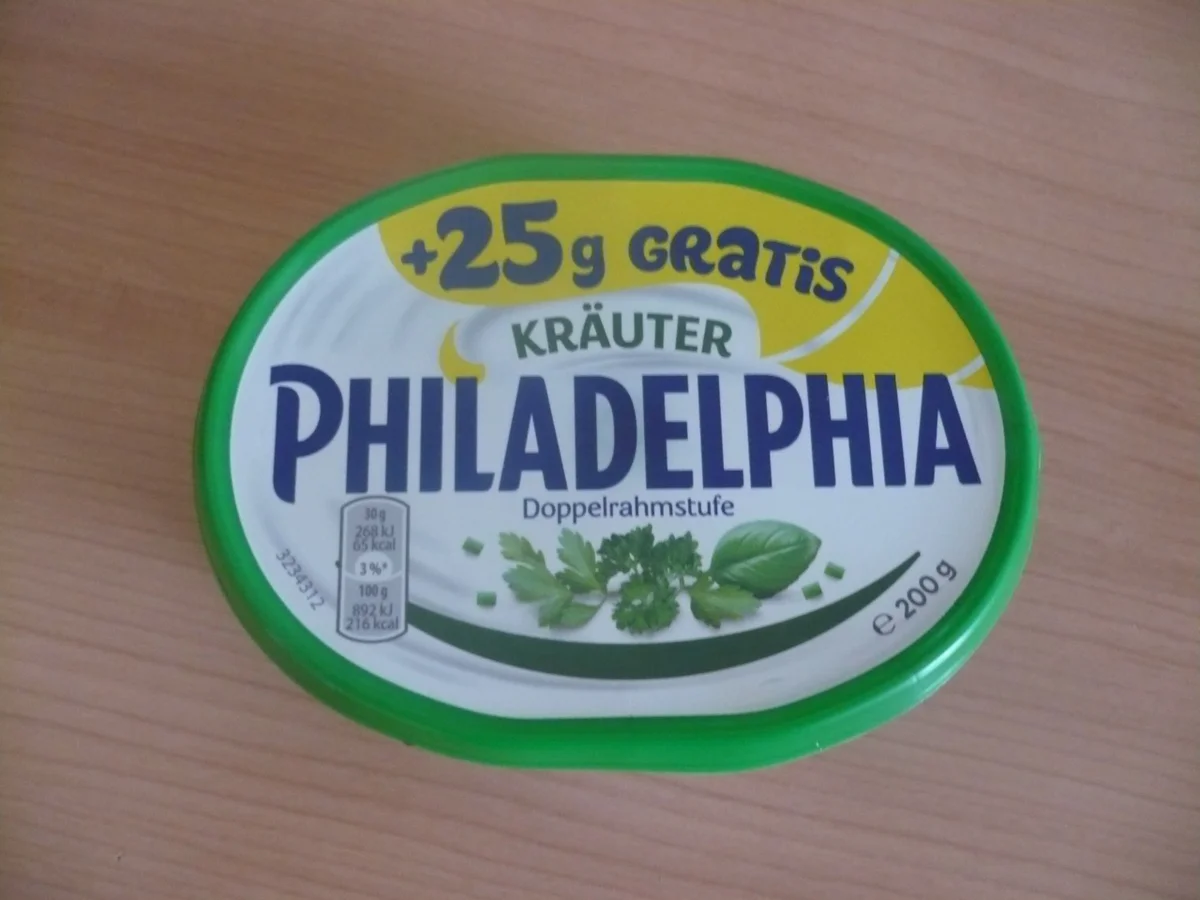 +25g GRATIS
KRÄUTER
PHILADELPHIA
Doppelrahmstufe
30g
268 kJ
65 kcal
3%*
100g
892 kJ
216 kcal
3234312
e 200 g